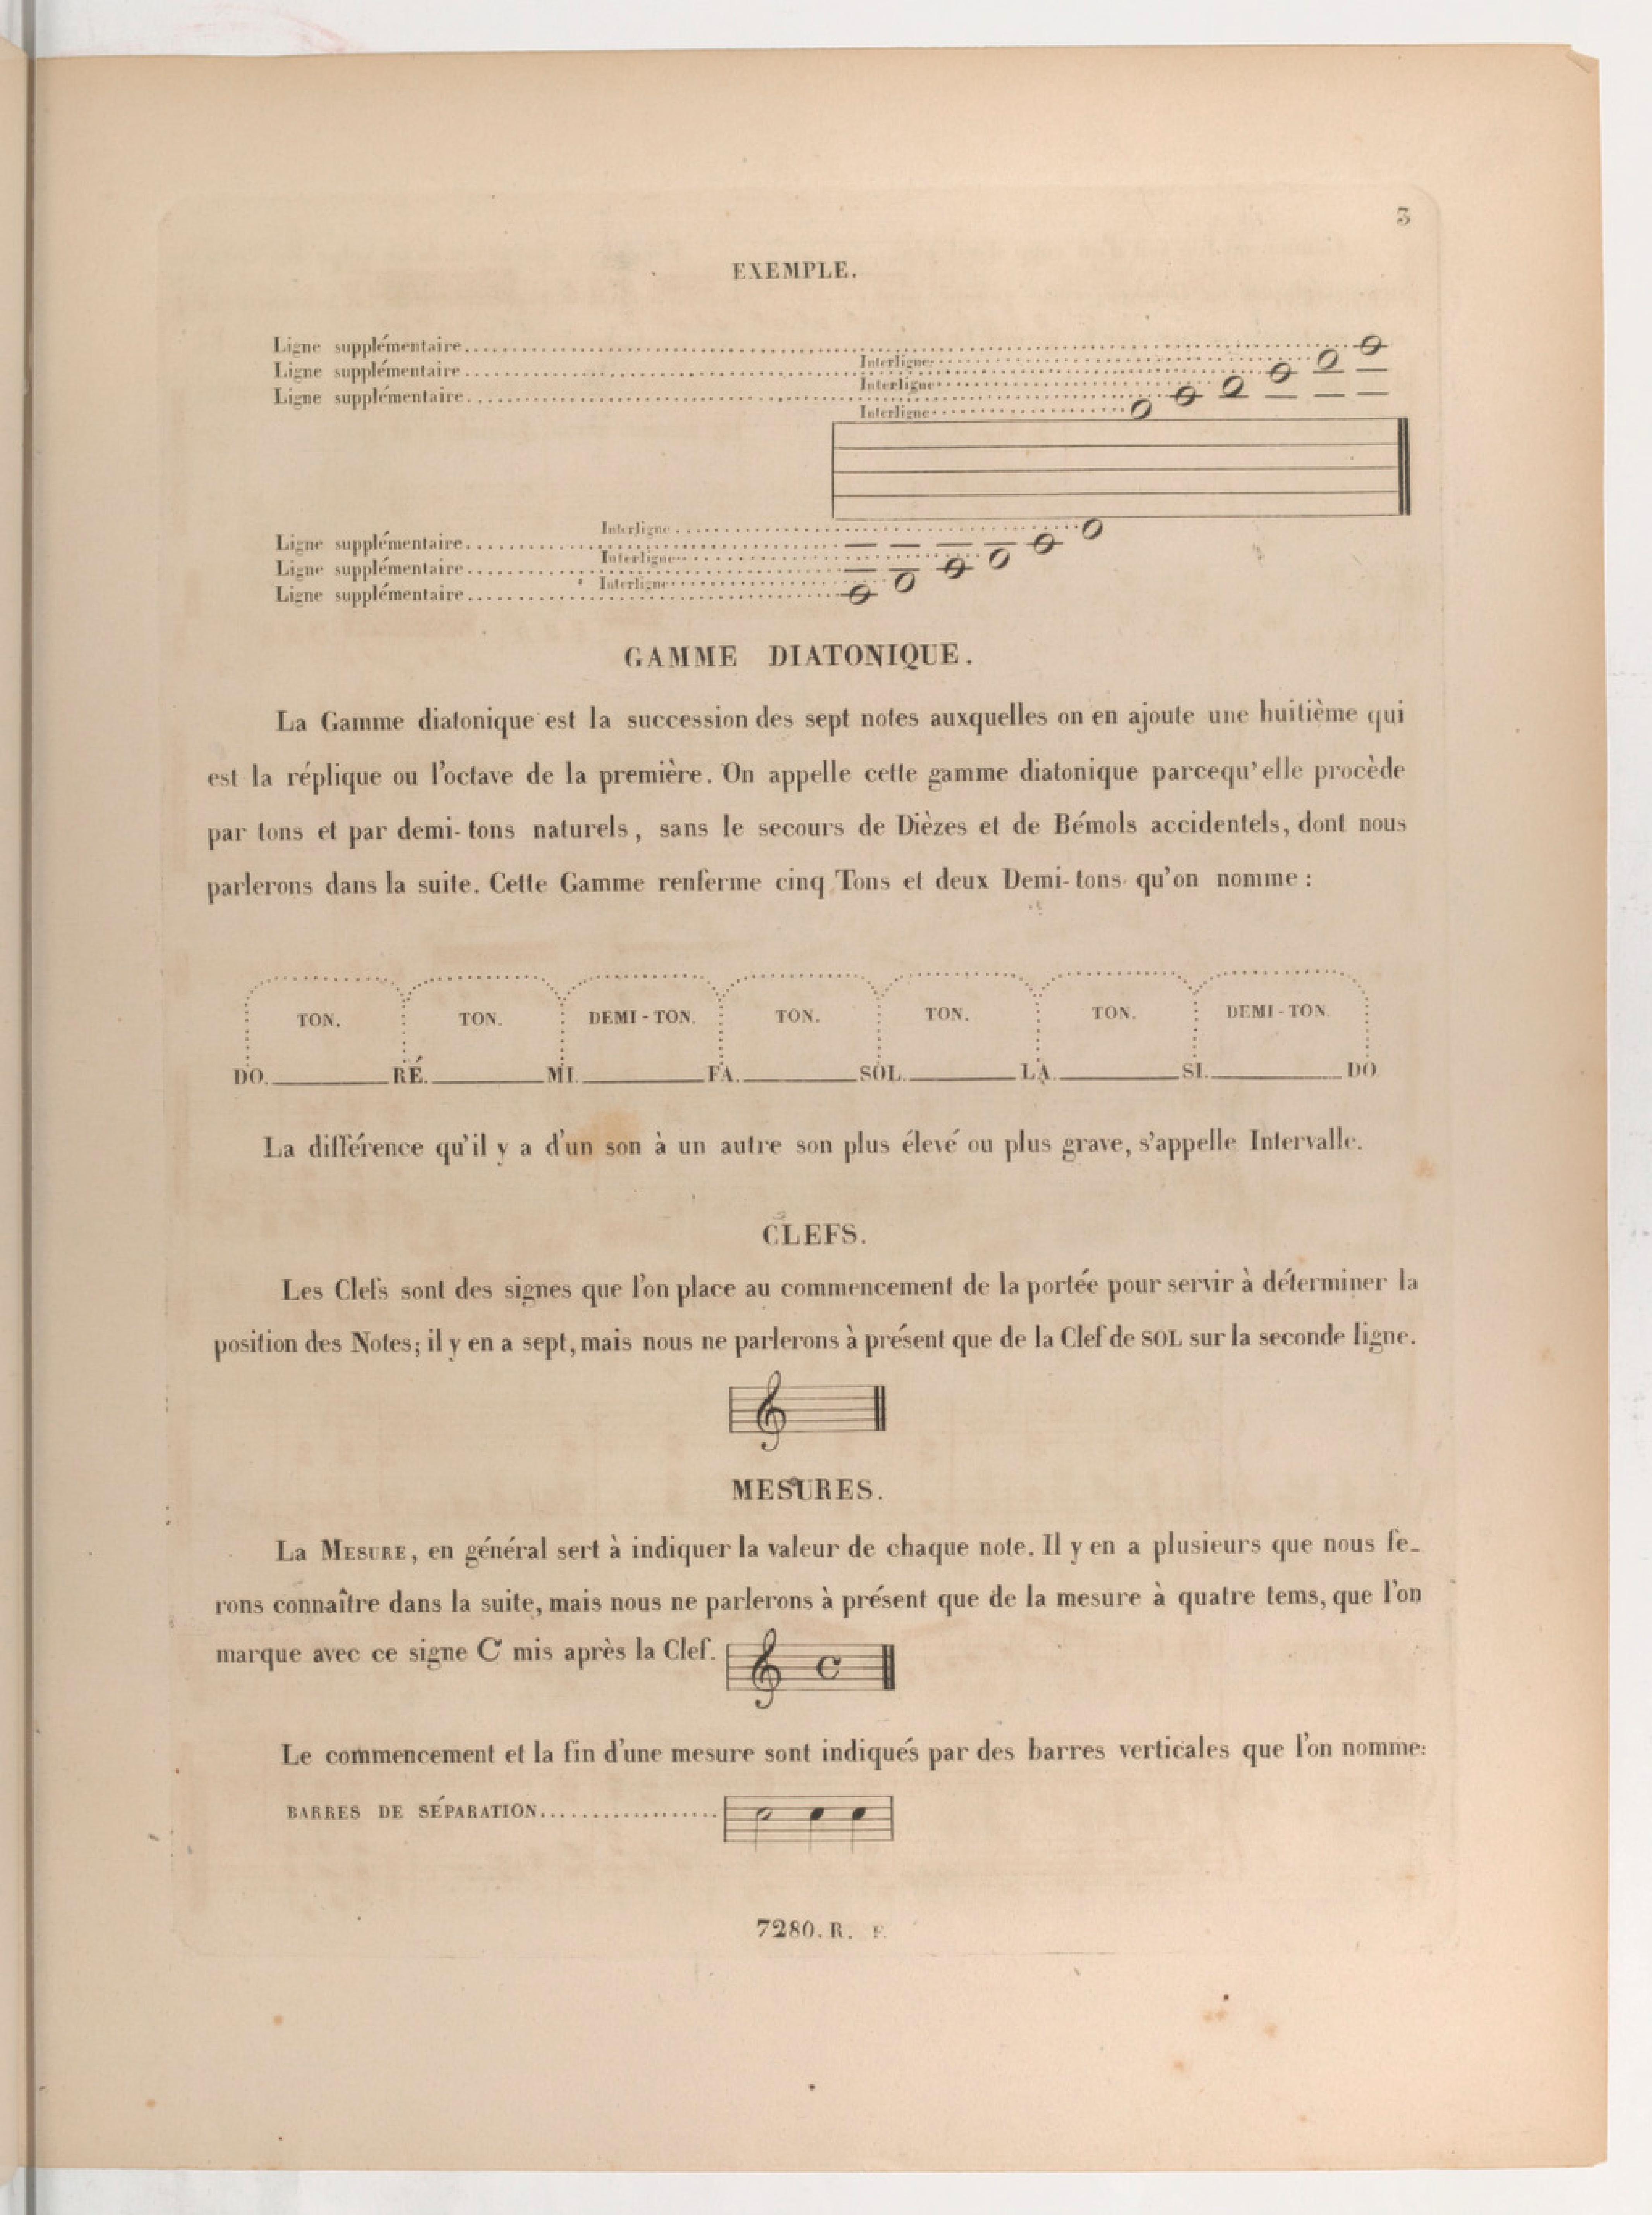 3
EXEMPLE.
Ligne supplémentaire
Interligne
Ligne supplémentaire
Interligne
Ligne supplémentaire
Interligne
Interligne
Ligne supplémentaire
Interligne
Ligne supplémentaire
Interligne
Ligne supplémentaire
GAMME DIATONIQUE.
La Gamme diatonique est la succession des sept notes auxquelles on en ajoute une huitième qui
est la réplique ou l'octave de la première. On appelle cette gamme diatonique parcequ'elle procède
par tons et par demi-tons naturels, sans le secours de Dièzes et de Bémols accidentels, dont nous
parlerons dans la suite. Cette Gamme renferme cinq Tons et deux Demi-tons qu'on nomme :
TON. TON. DEMI-TON. TON. TON. TON. DEMI-TON.
DO. RÉ. MI. FA. SOL. LA. SI. DO
La différence qu'il y a d'un son à un autre son plus élevé ou plus grave, s'appelle Intervalle.
CLEFS.
Les Clefs sont des signes que l'on place au commencement de la portée pour servir à déterminer la
position des Notes; il y en a sept, mais nous ne parlerons à présent que de la Clef de SOL sur la seconde ligne.
MESURES.
La MESURE, en général sert à indiquer la valeur de chaque note. Il y en a plusieurs que nous fe-
rons connaître dans la suite, mais nous ne parlerons à présent que de la mesure à quatre tems, que l'on
marque avec ce signe C mis après la Clef.
Le commencement et la fin d'une mesure sont indiqués par des barres verticales que l'on nomme:
BARRES DE SÉPARATION
7280. R. F.